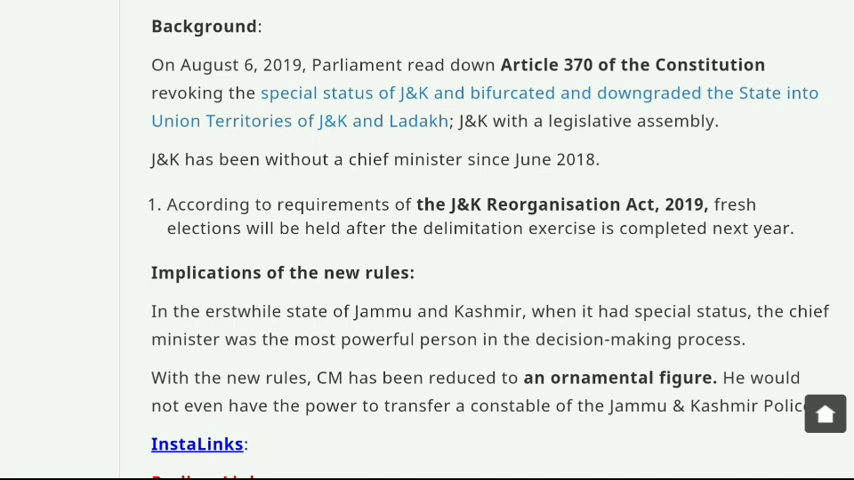 Background:
On August 6, 2019, Parliament read down Article 370 of the Constitution
revoking the special status of J&K and bifurcated and downgraded the State into
Union Territories of J&K and Ladakh; J&K with a legislative assembly.
J&K has been without a chief minister since June 2018.
1. According to requirements of the J&K Reorganisation Act, 2019, fresh
elections will be held after the delimitation exercise is completed next year.
Implications of the new rules:
In the erstwhile state of Jammu and Kashmir, when it had special status, the chief
minister was the most powerful person in the decision-making process.
With the new rules, CM has been reduced to an ornamental figure. He would
not even have the power to transfer a constable of the Jammu & Kashmir
InstaLinks: